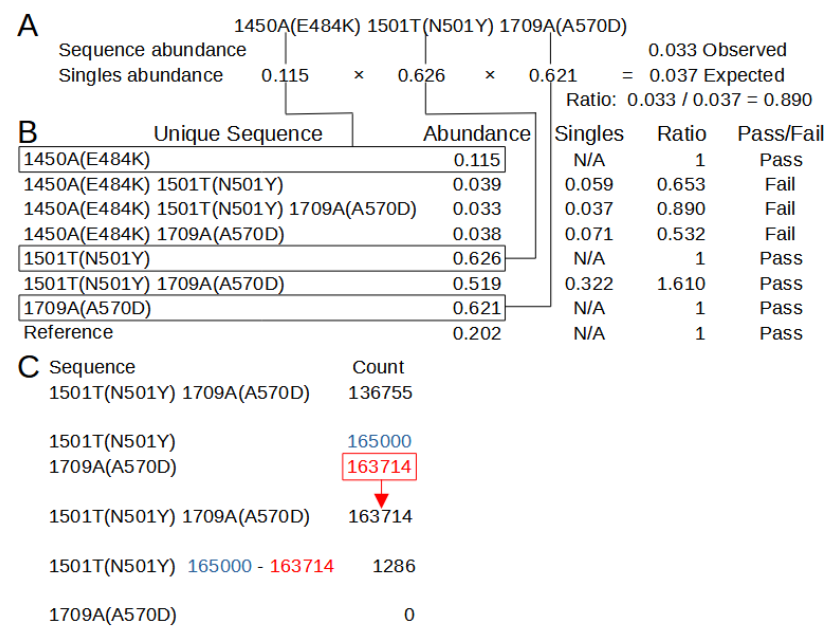 A 1450A(E484K) 1501T(N501Y) 1709A(A570D)
Sequence abundance 0.033 Observed
Singles abundance 0.115 × 0.626 × 0.621 = 0.037 Expected
Ratio: 0.033 / 0.037 = 0.890
B Unique Sequence Abundance Singles Ratio Pass/Fail
1450A(E484K) 0.115 N/A 1 Pass
1450A(E484K) 1501T(N501Y) 0.039 0.059 0.653 Fail
1450A(E484K) 1501T(N501Y) 1709A(A570D) 0.033 0.037 0.890 Fail
1450A(E484K) 1709A(A570D) 0.038 0.071 0.532 Fail
1501T(N501Y) 0.626 N/A 1 Pass
1501T(N501Y) 1709A(A570D) 0.519 0.322 1.610 Pass
1709A(A570D) 0.621 N/A 1 Pass
Reference 0.202 N/A 1 Pass
C Sequence Count
1501T(N501Y) 1709A(A570D) 136755
1501T(N501Y) 165000
1709A(A570D) 163714
1501T(N501Y) 1709A(A570D) 163714
1501T(N501Y) 165000 - 163714 1286
1709A(A570D) 0